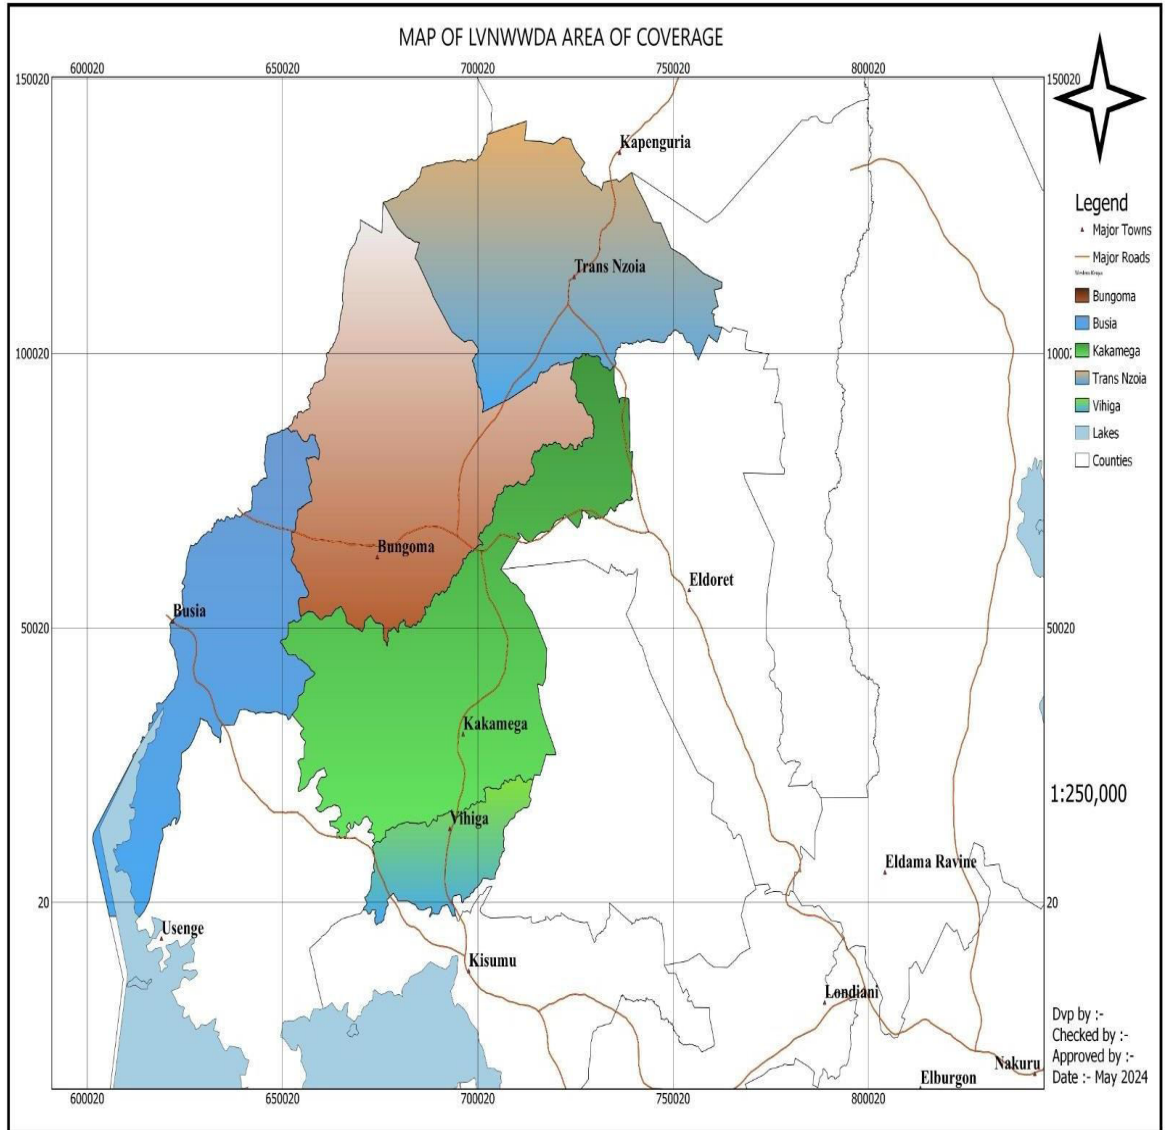 MAP OF LVNWWDA AREA OF COVERAGE
600020 650020 700020 750020 800020
150020 150020
Kapenguria
Legend
Major Towns
Major Roads
Bungoma
Busia
Kakamega
Trans Nzoia
Vihiga
Lakes
Counties
Trans Nzoia
100020 1002
Bungoma
Eldoret
Busia
50020 50020
Kakamega
1:250,000
Vihiga
Eldama Ravine
20 20
Usenge
Kisumu
Londiani
Dvp by :-
Checked by :-
Approved by :-
Date :- May 2024
Nakuru
Elburgon
600020 650020 700020 750020 800020